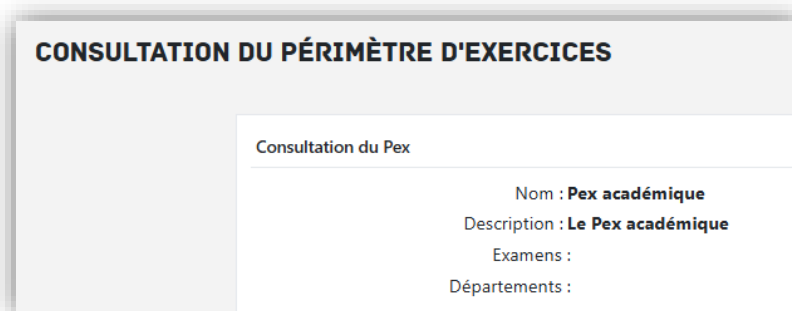 CONSULTATION DU PÉRIMÈTRE D'EXERCICES
Consultation du Pex
Nom : Pex académique
Description : Le Pex académique
Examens :
Départements :